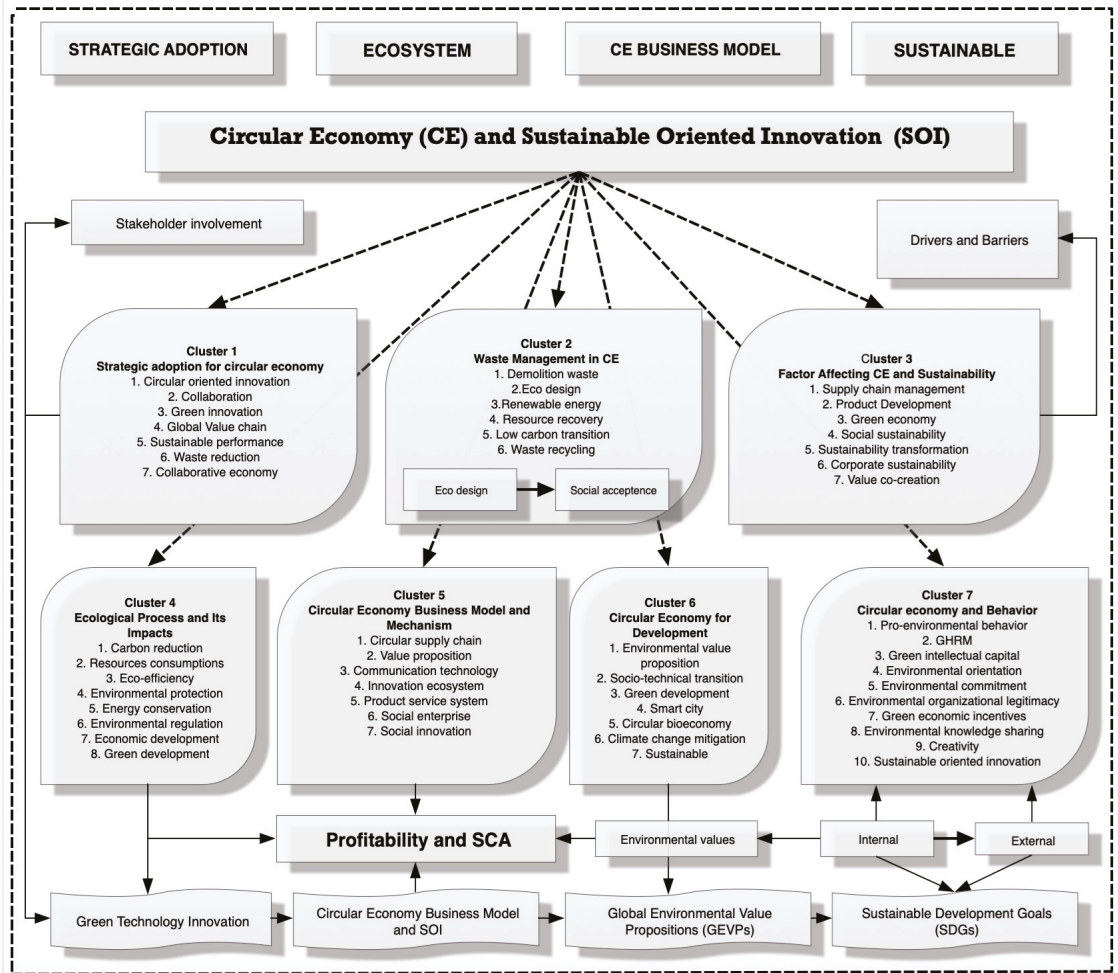 STRATEGIC ADOPTION
ECOSYSTEM
CE BUSINESS MODEL
SUSTAINABLE
Circular Economy (CE) and Sustainable Oriented Innovation (SOI)
Stakeholder involvement
Drivers and Barriers
Cluster 1
Strategic adoption for circular economy
1. Circular oriented innovation
2. Collaboration
3. Green innovation
4. Global Value chain
5. Sustainable performance
6. Waste reduction
7. Collaborative economy
Cluster 2
Waste Management in CE
1. Demolition waste
2.Eco design
3.Renewable energy
4. Resource recovery
5. Low carbon transition
6. Waste recycling
Eco design
Social acceptence
Cluster 3
Factor Affecting CE and Sustainability
1. Supply chain management
2. Product Development
3. Green economy
4. Social sustainability
5. Sustainability transformation
6. Corporate sustainability
7. Value co-creation
Cluster 4
Ecological Process and Its
Impacts
1. Carbon reduction
2. Resources consumptions
3. Eco-efficiency
4. Environmental protection
5. Energy conservation
6. Environmental regulation
7. Economic development
8. Green development
Cluster 5
Circular Economy Business Model and
Mechanism
1. Circular supply chain
2. Value proposition
3. Communication technology
4. Innovation ecosystem
5. Product service system
6. Social enterprise
7. Social innovation
Cluster 6
Circular Economy for
Development
1. Environmental value
proposition
2. Socio-technical transition
3. Green development
4. Smart city
5. Circular bioeconomy
6. Climate change mitigation
7. Sustainable
Cluster 7
Circular economy and Behavior
1. Pro-environmental behavior
2. GHRM
3. Green intellectual capital
4. Environmental orientation
5. Environmental commitment
6. Environmental organizational legitimacy
7. Green economic incentives
8. Environmental knowledge sharing
9. Creativity
10. Sustainable oriented innovation
Profitability and SCA
Environmental values
Internal
External
Green Technology Innovation
Circular Economy Business Model
and SOI
Global Environmental Value
Propositions (GEVPs)
Sustainable Development Goals
(SDGs)